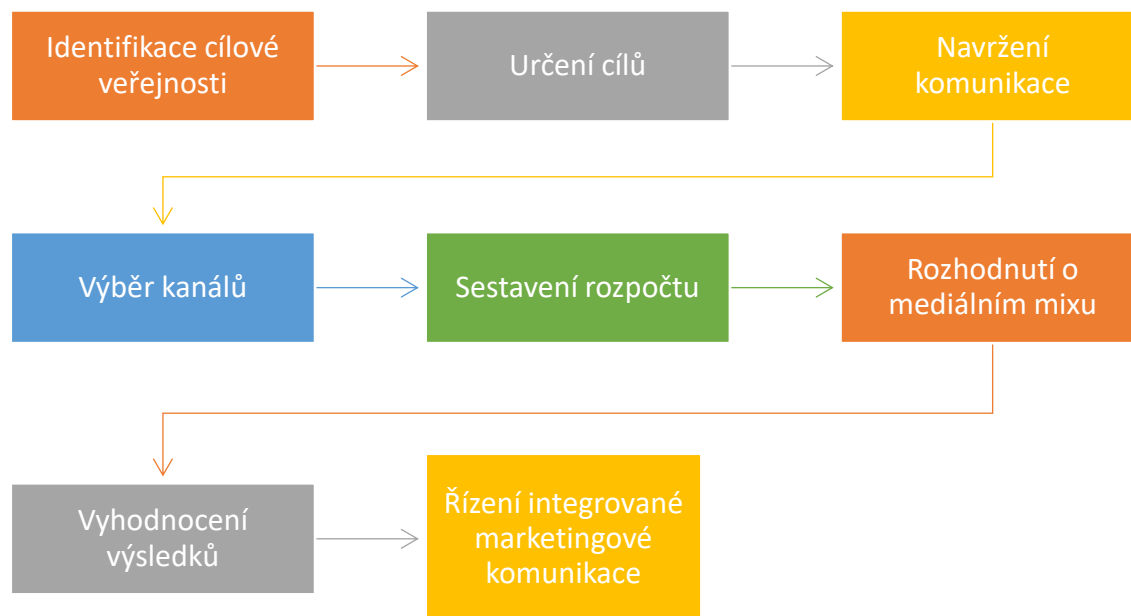 Identifikace cílové
veřejnosti
Určení cílů
Navržení
komunikace
Výběr kanálů
Sestavení rozpočtu
Rozhodnutí o
mediálním mixu
Vyhodnocení
výsledků
Řízení integrované
marketingové
komunikace